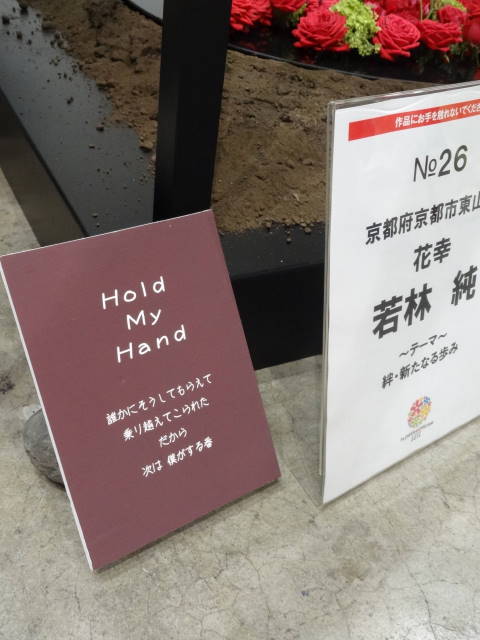 Hold
My
Hand
誰かにそうしてもらえて
乗り越えてこられた
だから
次は 僕がする番
作品にお手を触れないでくださ
№26
京都府京都市東山
花幸
若林 純
～テーマ～
絆・新たなる歩み